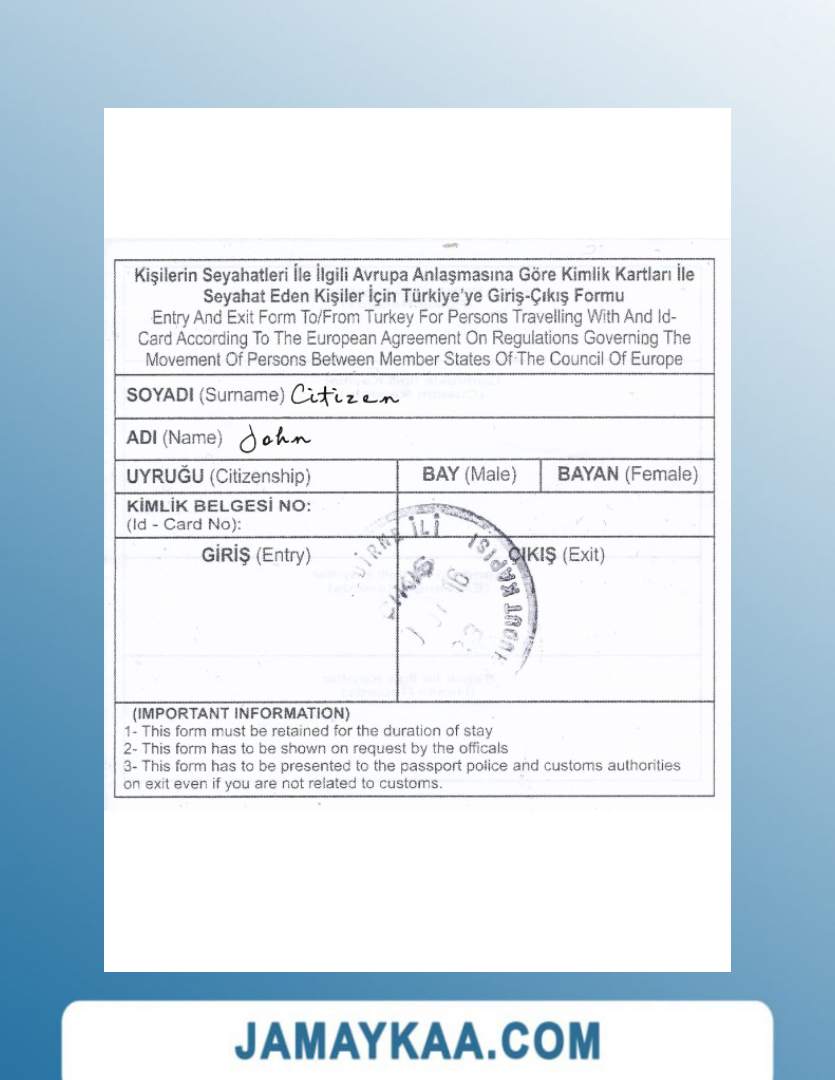 Kişilerin Seyahatleri İle İlgili Avrupa Anlaşmasına Göre Kimlik Kartları İle
Seyahat Eden Kişiler İçin Türkiye'ye Giriş-Çıkış Formu
Entry And Exit Form To/From Turkey For Persons Travelling With And Id-
Card According To The European Agreement On Regulations Governing The
Movement Of Persons Between Member States Of The Council Of Europe
SOYADI (Surname) Citizen
ADI (Name) John
UYRUĞU (Citizenship) BAY (Male) BAYAN (Female)
KİMLİK BELGESİ NO:
(Id - Card No):
GİRİŞ (Entry) ÇIKIŞ (Exit)
İLİ
KAPISI
ÇIKIŞ
16
(IMPORTANT INFORMATION)
1- This form must be retained for the duration of stay
2- This form has to be shown on request by the officals
3- This form has to be presented to the passport police and customs authorities
on exit even if you are not related to customs.
JAMAYKAA.COM